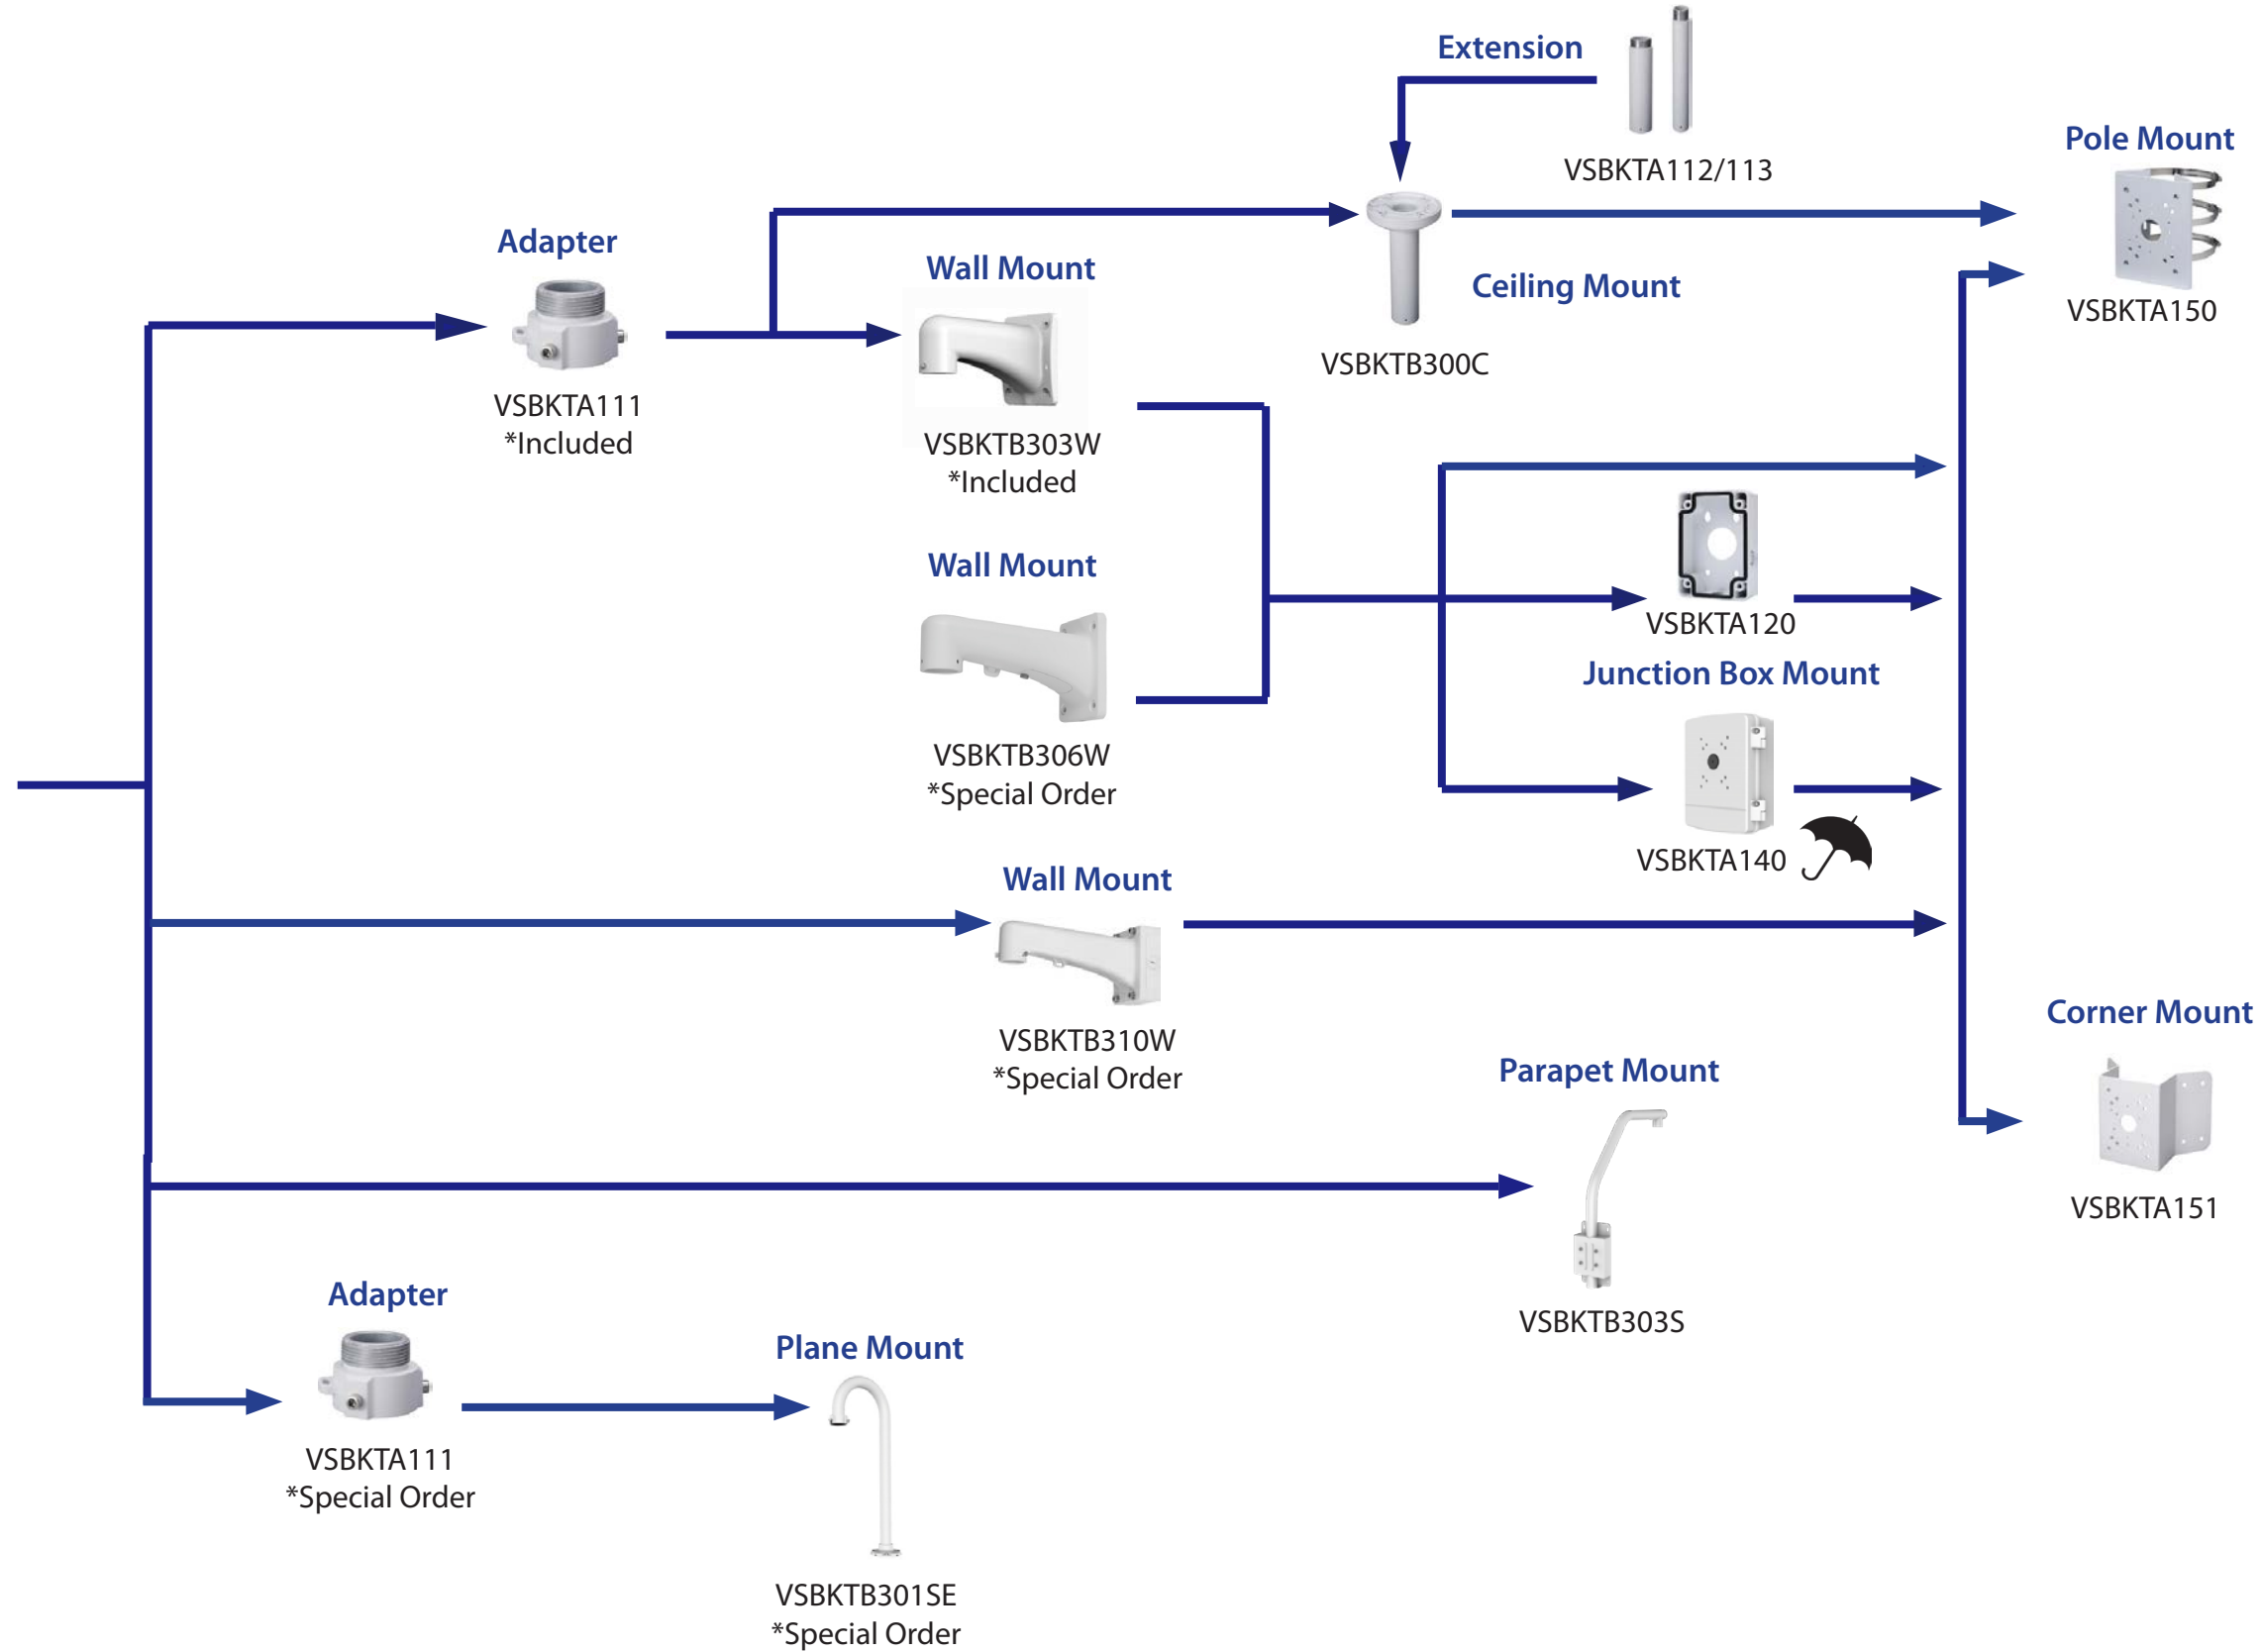 Extension
VSBKTA112/113
Pole Mount
VSBKTA150
Adapter
VSBKTA111
*Included
Wall Mount
VSBKTB303W
*Included
Ceiling Mount
VSBKTB300C
Wall Mount
VSBKTB306W
*Special Order
VSBKTA120
Junction Box Mount
VSBKTA140
Wall Mount
VSBKTB310W
*Special Order
Corner Mount
VSBKTA151
Parapet Mount
VSBKTB303S
Adapter
VSBKTA111
*Special Order
Plane Mount
VSBKTB301SE
*Special Order